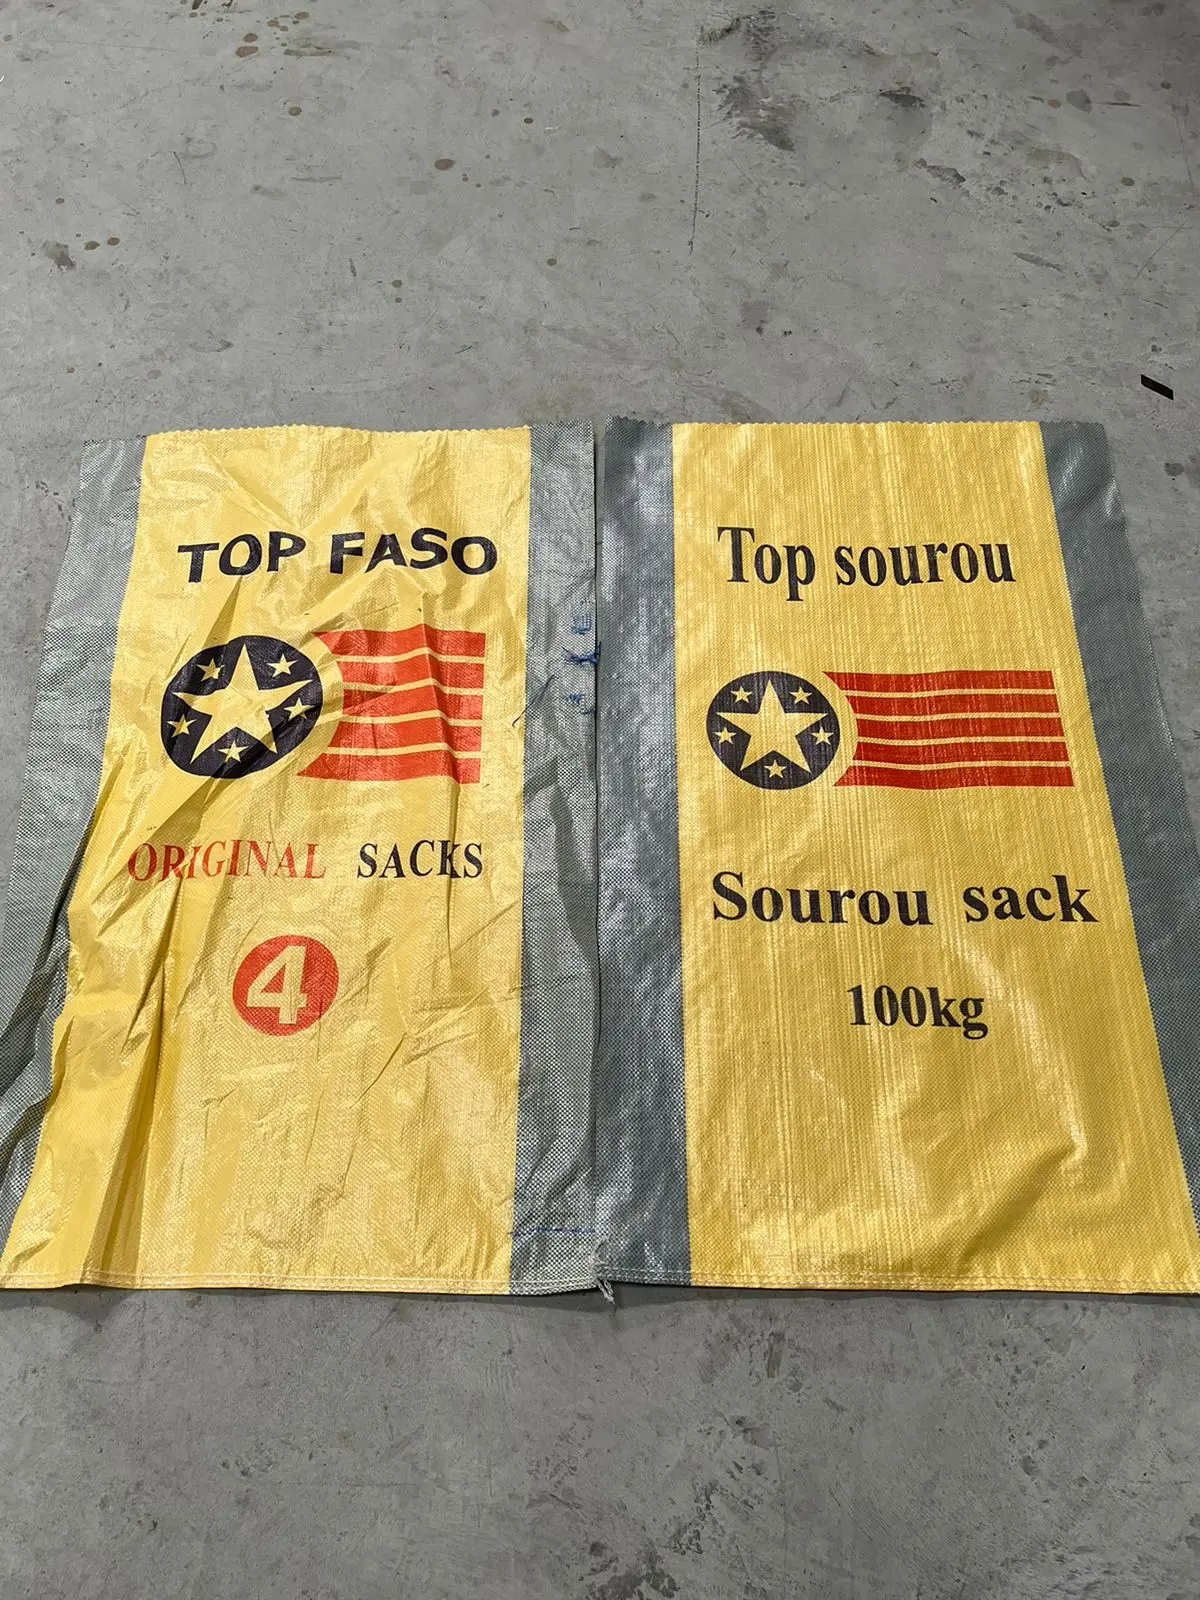 TOP FASO
ORIGINAL SACKS
4
Top sourou
Sourou sack
100kg